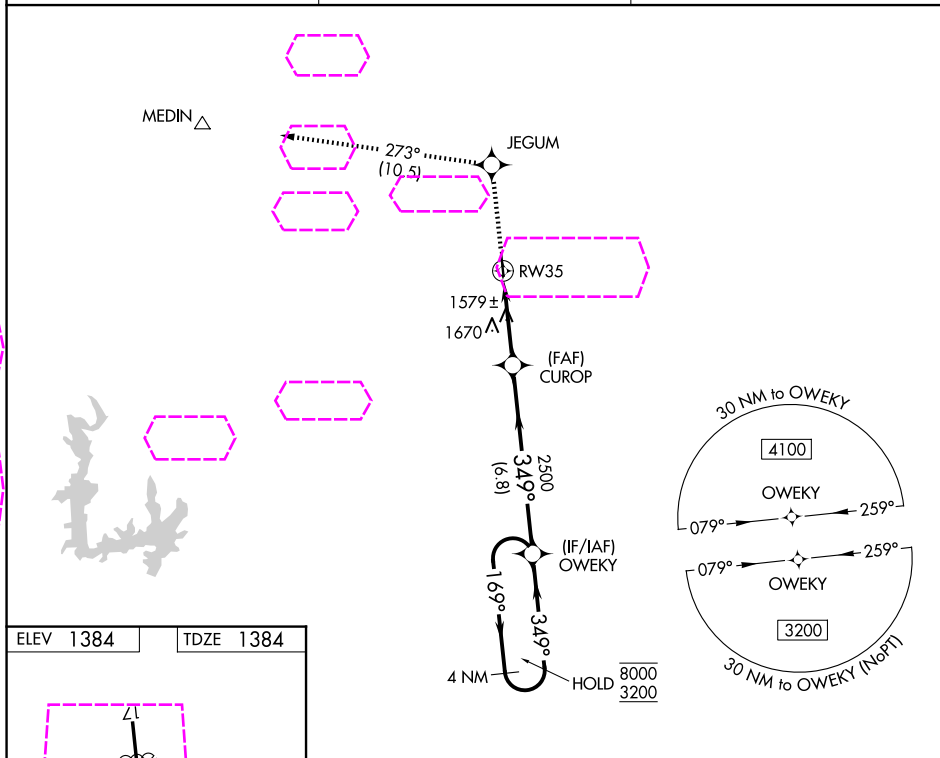 MEDIN
JEGUM
273°
(10.5)
RW35
1579 ±
1670
(FAF)
CUROP
2500
349°
(6.8)
(IF/IAF)
OWEKY
169°
349°
4 NM
HOLD
8000
3200
30 NM to OWEKY
4100
OWEKY
079°
259°
079°
259°
OWEKY
3200
30 NM to OWEKY (NoPT)
ELEV 1384
TDZE 1384
17